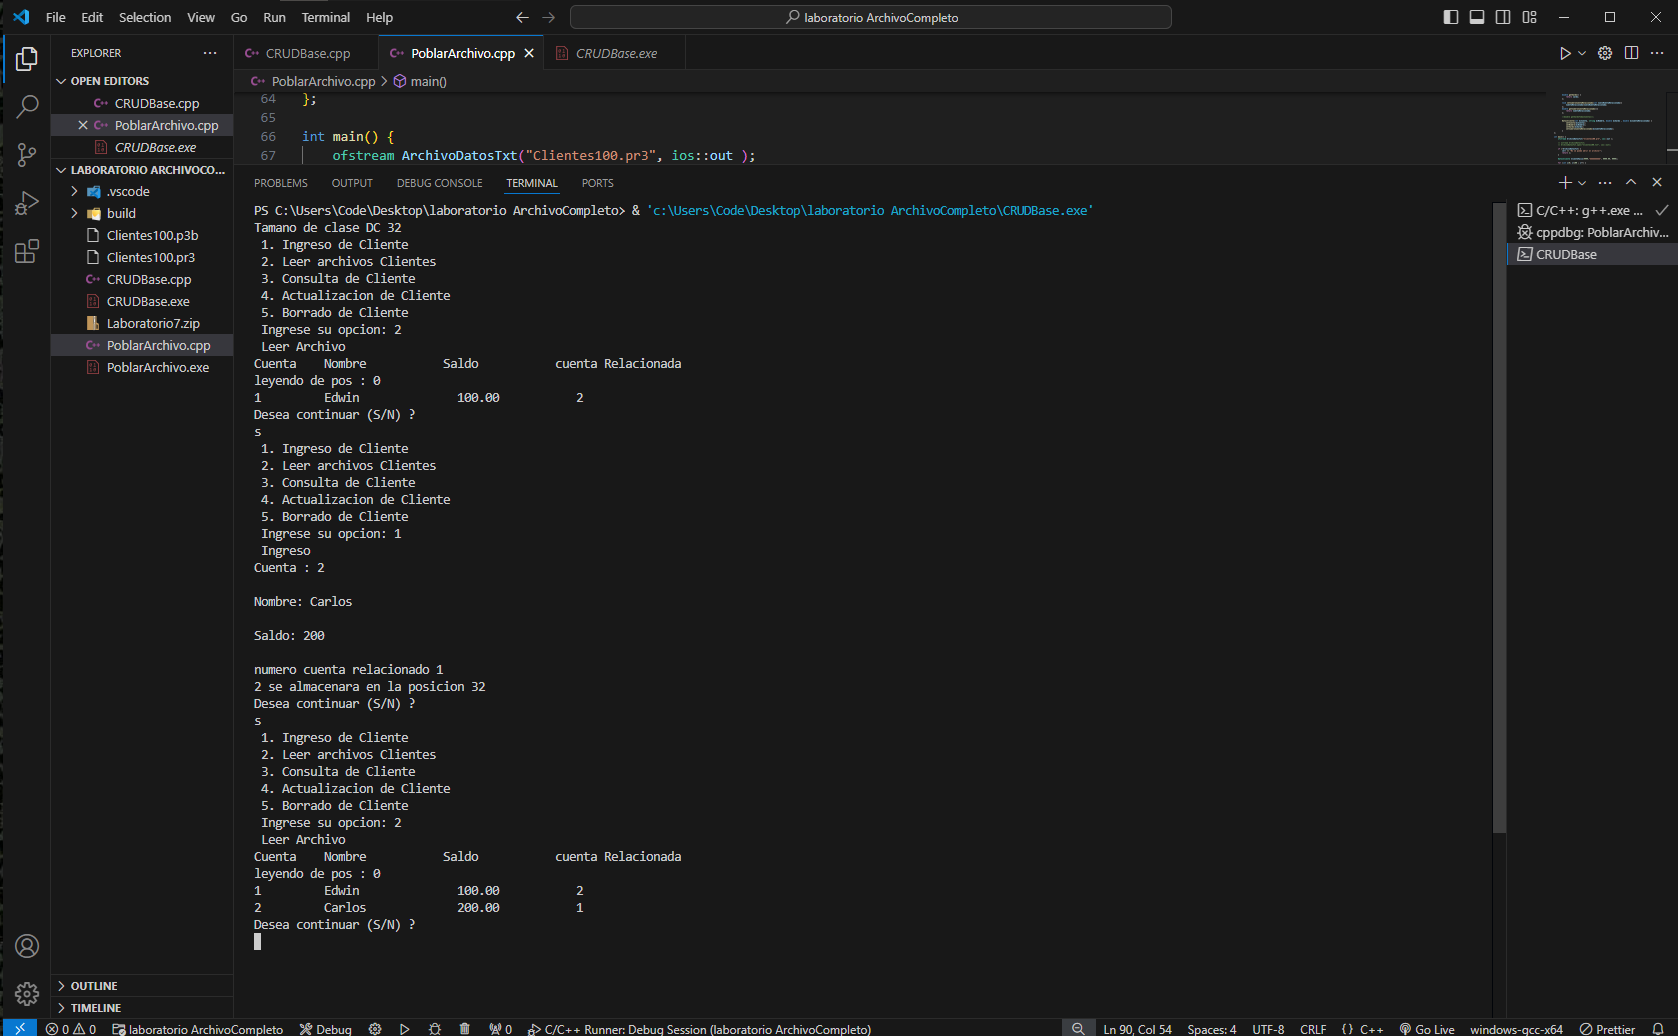 File Edit Selection View Go Run Terminal Help
laboratorio ArchivoCompleto
EXPLORER
OPEN EDITORS
CRUDBase.cpp
PoblarArchivo.cpp
CRUDBase.exe
LABORATORIO ARCHIVOCO...
.vscode
build
Clientes100.p3b
Clientes100.pr3
CRUDBase.cpp
CRUDBase.exe
Laboratorio7.zip
PoblarArchivo.cpp
PoblarArchivo.exe
OUTLINE
TIMELINE
CRUDBase.cpp PoblarArchivo.cpp CRUDBase.exe
PoblarArchivo.cpp > main()
64 };
65
66 int main() {
67 ofstream ArchivoDatosTxt("Clientes100.pr3", ios::out );
PROBLEMS OUTPUT DEBUG CONSOLE TERMINAL PORTS
PS C:\Users\Code\Desktop\laboratorio ArchivoCompleto> & 'c:\Users\Code\Desktop\laboratorio ArchivoCompleto\CRUDBase.exe'
Tamano de clase DC 32
1. Ingreso de Cliente
2. Leer archivos Clientes
3. Consulta de Cliente
4. Actualizacion de Cliente
5. Borrado de Cliente
Ingrese su opcion: 2
Leer Archivo
Cuenta Nombre Saldo cuenta Relacionada
leyendo de pos : 0
1 Edwin 100.00 2
Desea continuar (S/N) ?
s
1. Ingreso de Cliente
2. Leer archivos Clientes
3. Consulta de Cliente
4. Actualizacion de Cliente
5. Borrado de Cliente
Ingrese su opcion: 1
Ingreso
Cuenta : 2
Nombre: Carlos
Saldo: 200
numero cuenta relacionado 1
2 se almacenara en la posicion 32
Desea continuar (S/N) ?
s
1. Ingreso de Cliente
2. Leer archivos Clientes
3. Consulta de Cliente
4. Actualizacion de Cliente
5. Borrado de Cliente
Ingrese su opcion: 2
Leer Archivo
Cuenta Nombre Saldo cuenta Relacionada
leyendo de pos : 0
1 Edwin 100.00 2
2 Carlos 200.00 1
Desea continuar (S/N) ?
C/C++: g++.exe ...
cppdbg: PoblarArchiv...
CRUDBase
0 0 laboratorio ArchivoCompleto Debug 0 C/C++ Runner: Debug Session (laboratorio ArchivoCompleto) Ln 90, Col 54 Spaces: 4 UTF-8 CRLF {} C++ Go Live windows-gcc-x64 Prettier